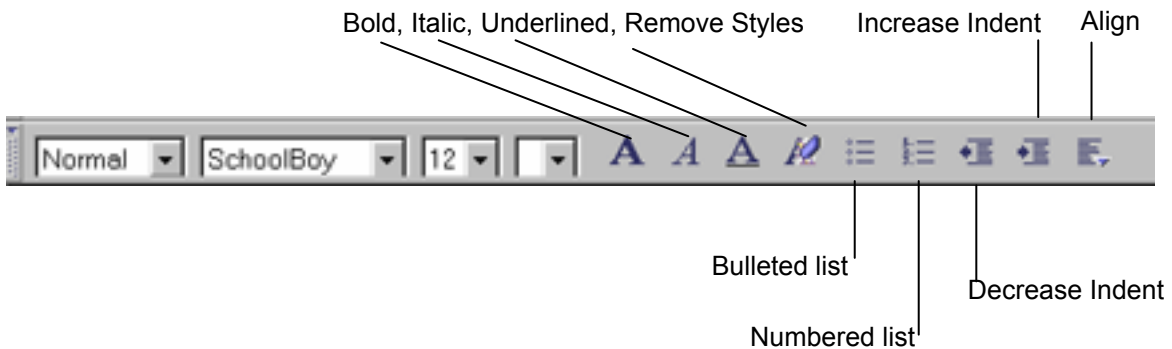 Bold, Italic, Underlined, Remove Styles Increase Indent Align
Normal SchoolBoy 12 A A A A
Bulleted list
Decrease Indent
Numbered list